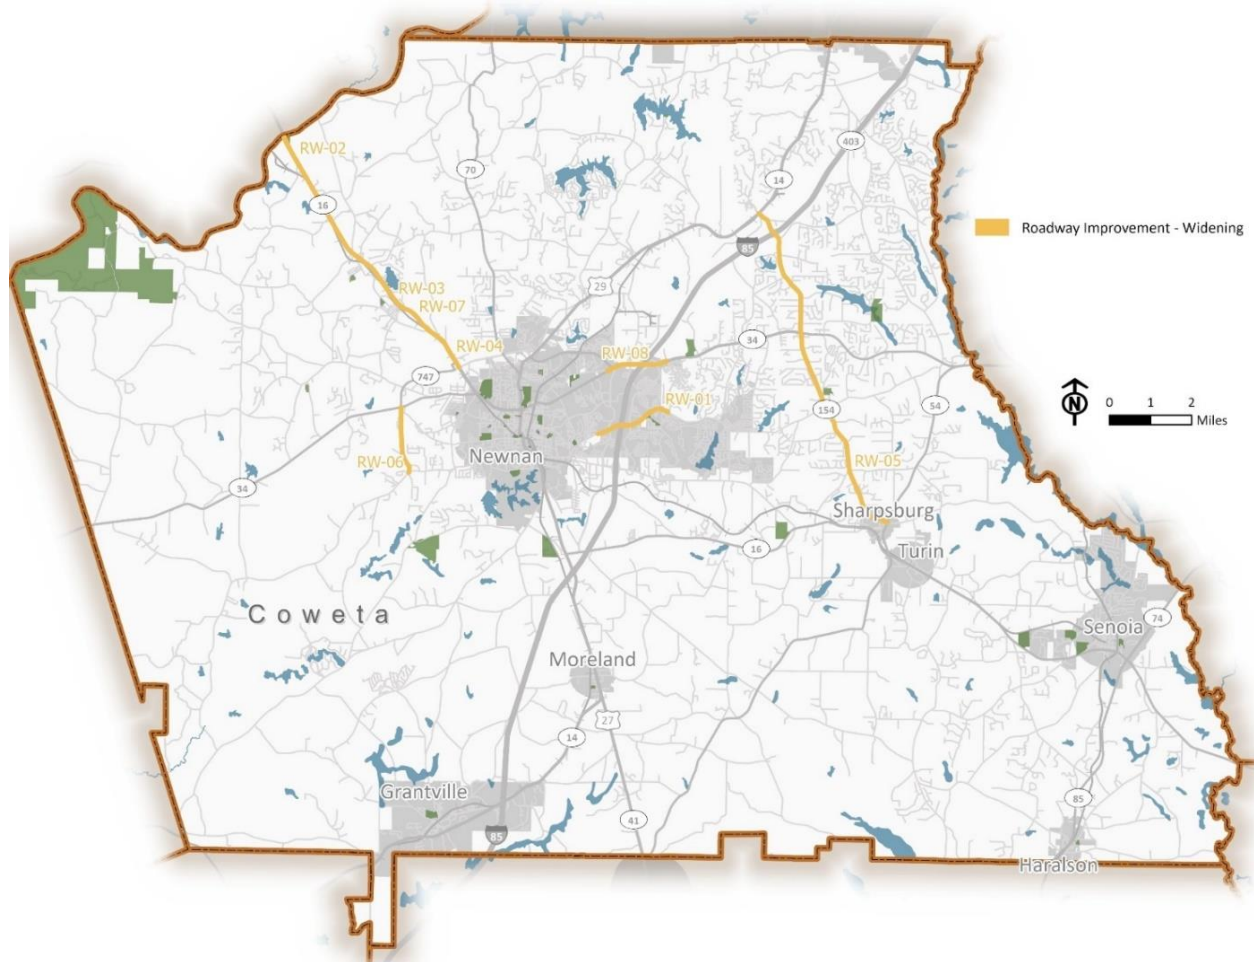 RW-02
403
70
14
16
Roadway Improvement - Widening
85
RW-03
29
RW-07
34
RW-04
RW-08
747
N
0 1 2
Miles
RW-01
154
54
RW-06
Newnan
RW-05
34
Sharpsburg
16
Turin
Coweta
74
Senoia
Moreland
27
14
Grantville
85
41
85
Haralson